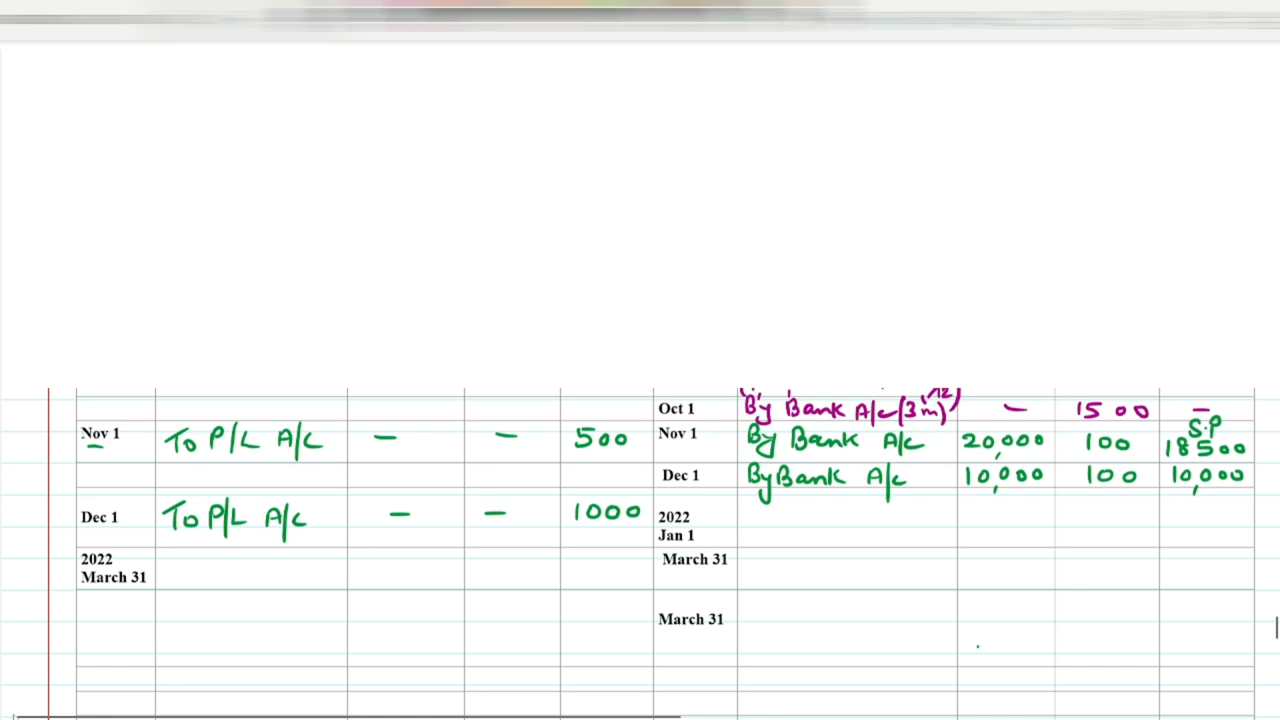 Oct 1 By Bank A/c (3m) – 1500 –
Nov 1 To P/L A/c – – 500 Nov 1 By Bank A/c 20,000 100 S.P 18500
Dec 1 By Bank A/c 10,000 100 10,000
Dec 1 To P/L A/c – – 1000 2022
Jan 1
2022 March 31
March 31
March 31